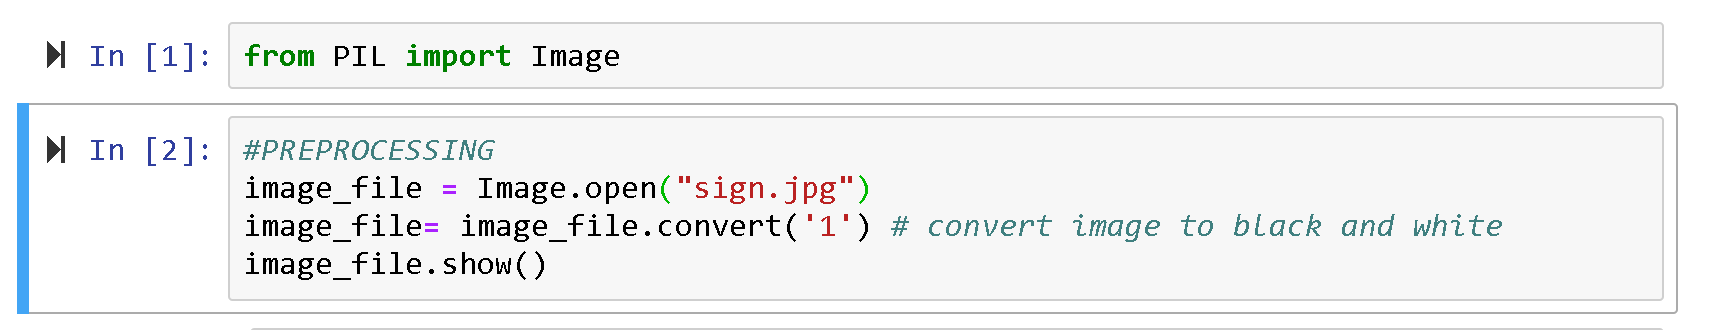 In [1]: from PIL import Image
In [2]: #PREPROCESSING
image_file = Image.open("sign.jpg")
image_file= image_file.convert('1') # convert image to black and white
image_file.show()